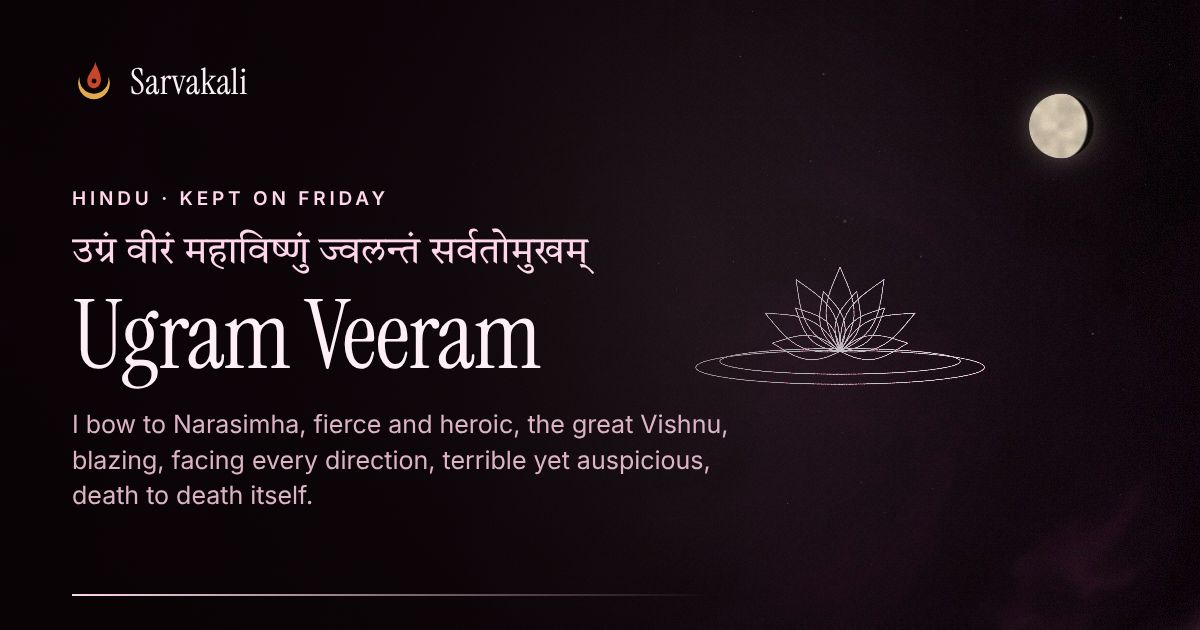 Sarvakali
HINDU · KEPT ON FRIDAY
उग्रं वीरं महाविष्णुं ज्वलन्तं सर्वतोमुखम्
Ugram Veeram
I bow to Narasimha, fierce and heroic, the great Vishnu,
blazing, facing every direction, terrible yet auspicious,
death to death itself.